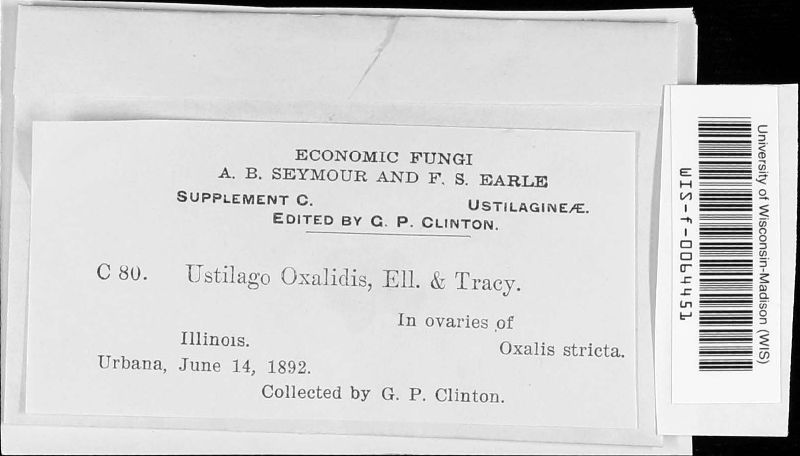 ECONOMIC FUNGI
A. B. SEYMOUR AND F. S. EARLE
SUPPLEMENT C. USTILAGINEÆ.
EDITED BY G. P. CLINTON.
C 80. Ustilago Oxalidis, Ell. & Tracy.
In ovaries of
Illinois. Oxalis stricta.
Urbana, June 14, 1892.
Collected by G. P. Clinton.
University of Wisconsin-Madison (WIS)
WIS-f-0064451